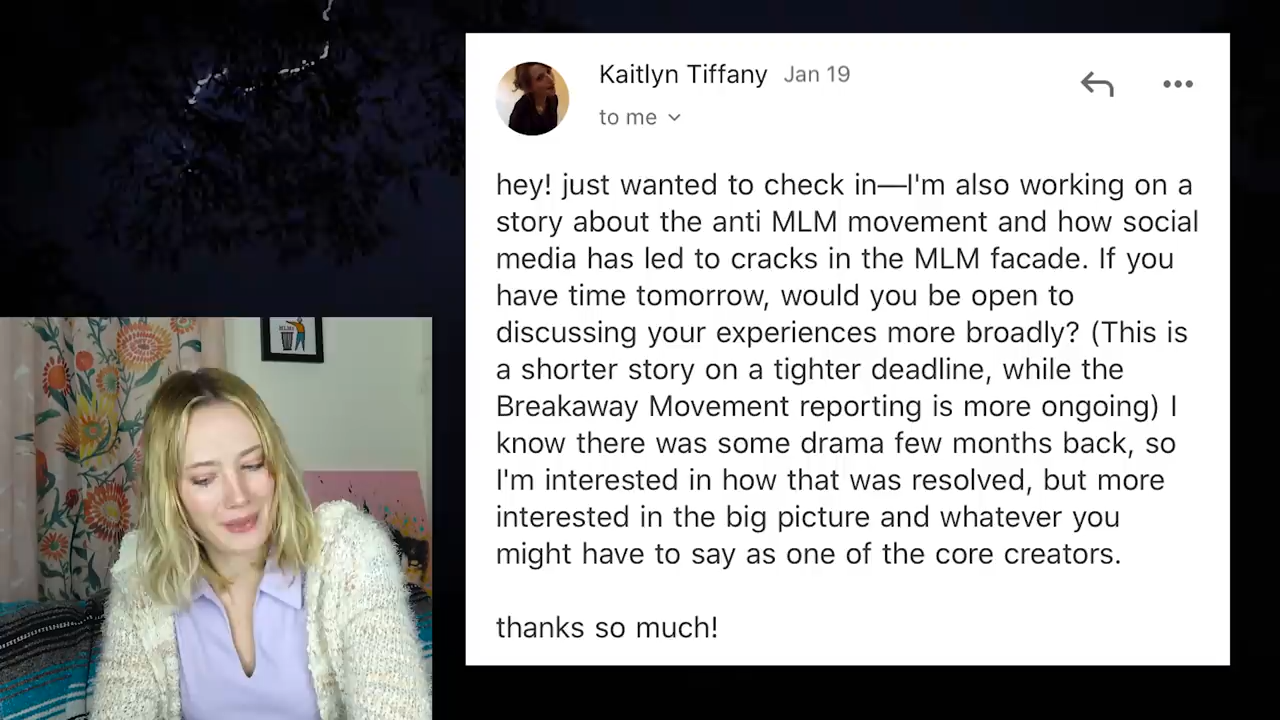 Kaitlyn Tiffany Jan 19
to me
hey! just wanted to check in—I'm also working on a
story about the anti MLM movement and how social
media has led to cracks in the MLM facade. If you
have time tomorrow, would you be open to
discussing your experiences more broadly? (This is
a shorter story on a tighter deadline, while the
Breakaway Movement reporting is more ongoing) I
know there was some drama few months back, so
I'm interested in how that was resolved, but more
interested in the big picture and whatever you
might have to say as one of the core creators.
thanks so much!
MLMs